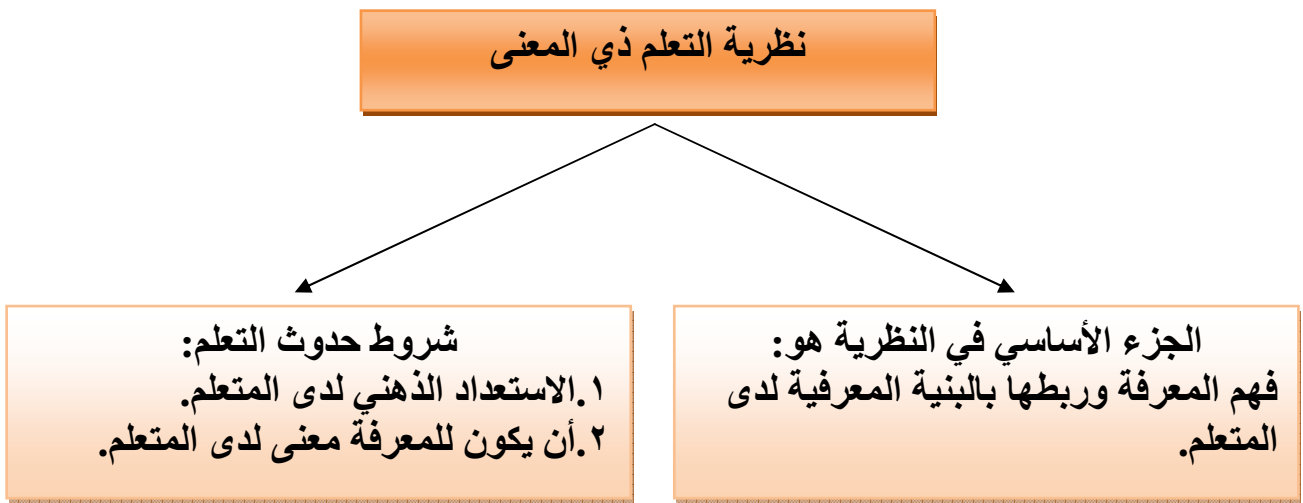 نظرية التعلم ذي المعنى
الجزء الأساسي في النظرية هو:
فهم المعرفة وربطها بالبنية المعرفية لدى
المتعلم.
شروط حدوث التعلم:
١.الاستعداد الذهني لدى المتعلم.
٢.أن يكون للمعرفة معنى لدى المتعلم.